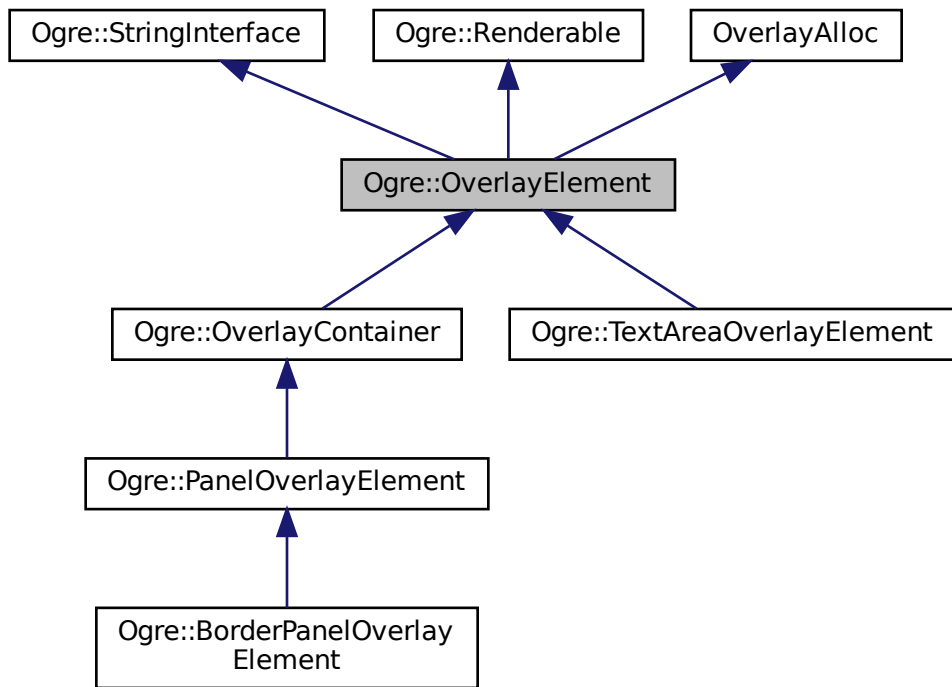 Ogre::StringInterface
Ogre::Renderable
OverlayAlloc
Ogre::OverlayElement
Ogre::OverlayContainer
Ogre::TextAreaOverlayElement
Ogre::PanelOverlayElement
Ogre::BorderPanelOverlay
Element